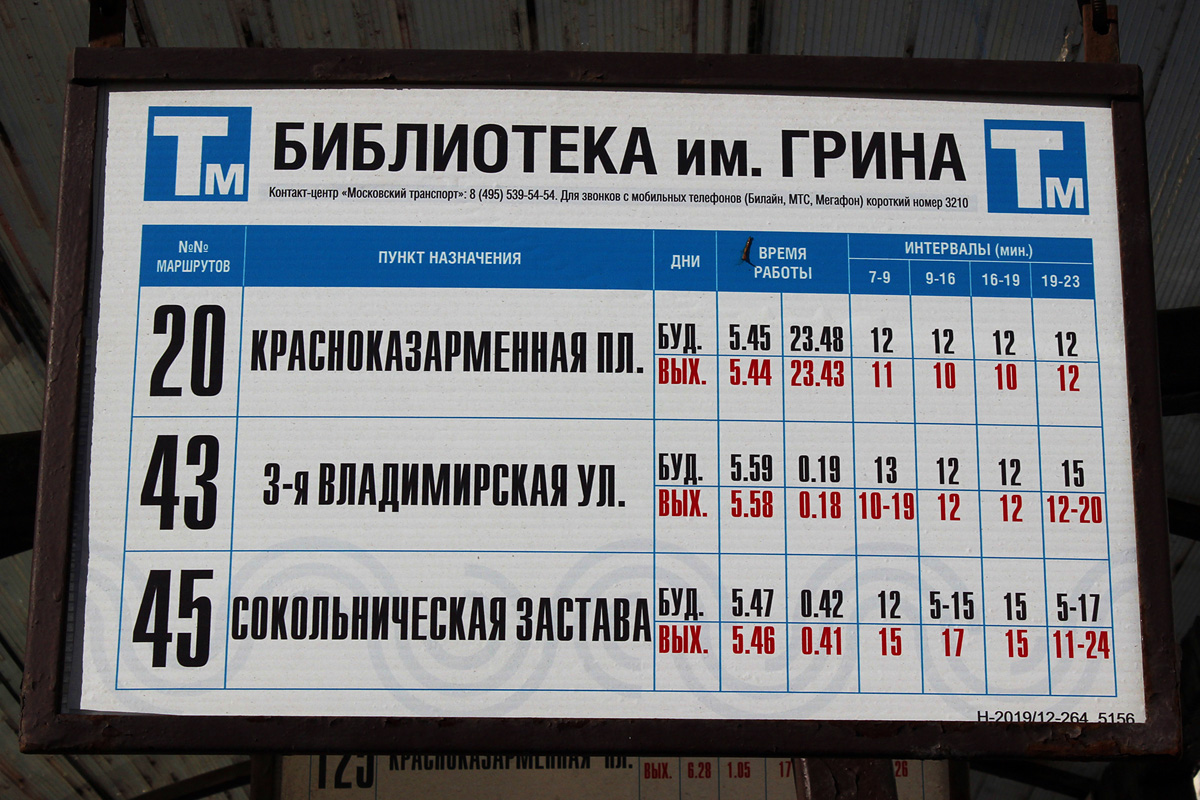 Тм БИБЛИОТЕКА им. ГРИНА Тм
Контакт-центр «Московский транспорт»: 8 (495) 539-54-54. Для звонков с мобильных телефонов (Билайн, МТС, Мегафон) короткий номер 3210
№№ МАРШРУТОВ ПУНКТ НАЗНАЧЕНИЯ ДНИ ВРЕМЯ РАБОТЫ ИНТЕРВАЛЫ (мин.)
7-9 9-16 16-19 19-23
20 КРАСНОКАЗАРМЕННАЯ ПЛ. БУД. 5.45 23.48 12 12 12 12
ВЫХ. 5.44 23.43 11 10 10 12
43 3-я ВЛАДИМИРСКАЯ УЛ. БУД. 5.59 0.19 13 12 12 15
ВЫХ. 5.58 0.18 10-19 12 12 12-20
45 СОКОЛЬНИЧЕСКАЯ ЗАСТАВА БУД. 5.47 0.42 12 5-15 15 5-17
ВЫХ. 5.46 0.41 15 17 15 11-24
Н-2019/12-264 5156
125 КРАСНОКАЗАРМЕННАЯ ПЛ. ВЫХ. 6.28 1.05 17 26